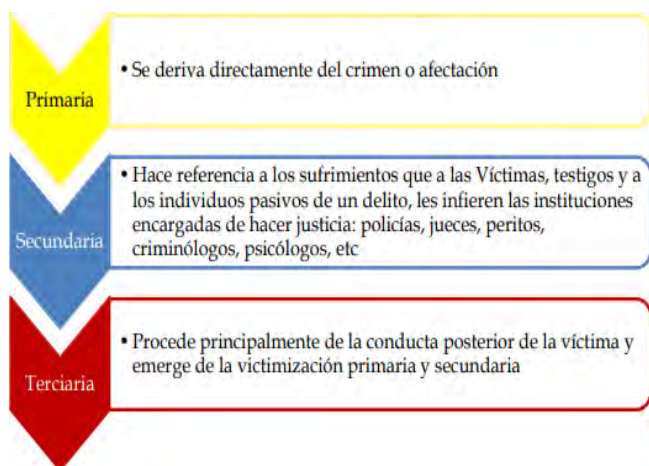 Primaria
• Se deriva directamente del crimen o afectación
Secundaria
• Hace referencia a los sufrimientos que a las Víctimas, testigos y a
los individuos pasivos de un delito, les infieren las instituciones
encargadas de hacer justicia: policías, jueces, peritos,
criminólogos, psicólogos, etc
Terciaria
• Procede principalmente de la conducta posterior de la víctima y
emerge de la victimización primaria y secundaria